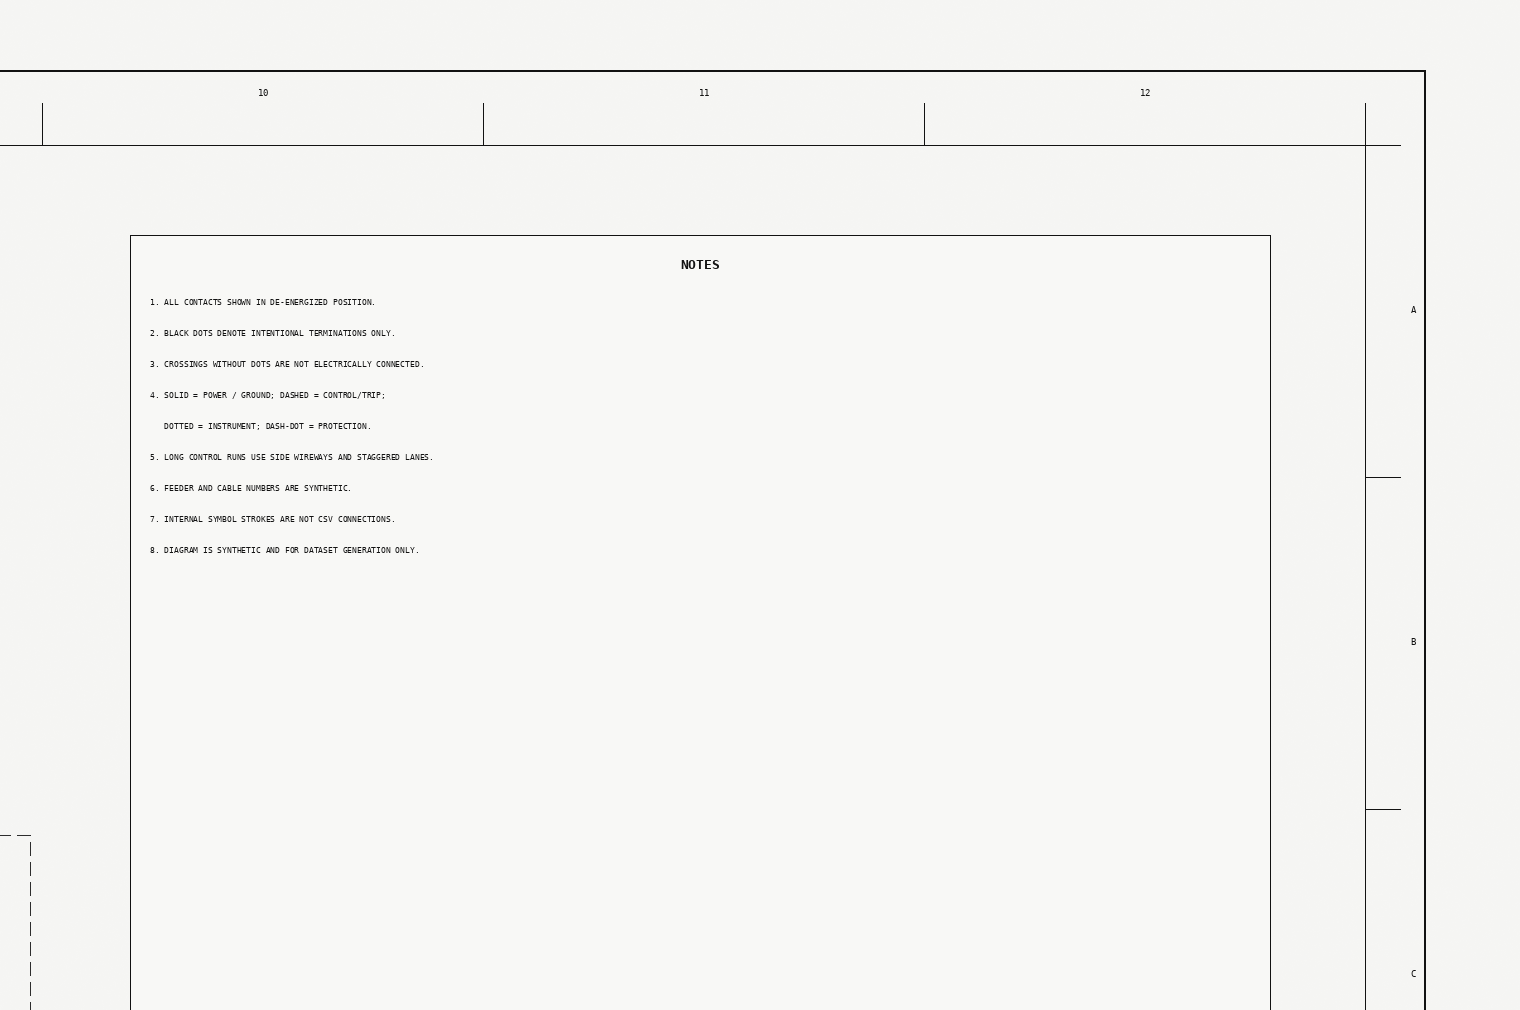 10 11 12
NOTES
1. ALL CONTACTS SHOWN IN DE-ENERGIZED POSITION.
A
2. BLACK DOTS DENOTE INTENTIONAL TERMINATIONS ONLY.
3. CROSSINGS WITHOUT DOTS ARE NOT ELECTRICALLY CONNECTED.
4. SOLID = POWER / GROUND; DASHED = CONTROL/TRIP;
DOTTED = INSTRUMENT; DASH-DOT = PROTECTION.
5. LONG CONTROL RUNS USE SIDE WIREWAYS AND STAGGERED LANES.
6. FEEDER AND CABLE NUMBERS ARE SYNTHETIC.
7. INTERNAL SYMBOL STROKES ARE NOT CSV CONNECTIONS.
8. DIAGRAM IS SYNTHETIC AND FOR DATASET GENERATION ONLY.
B
C